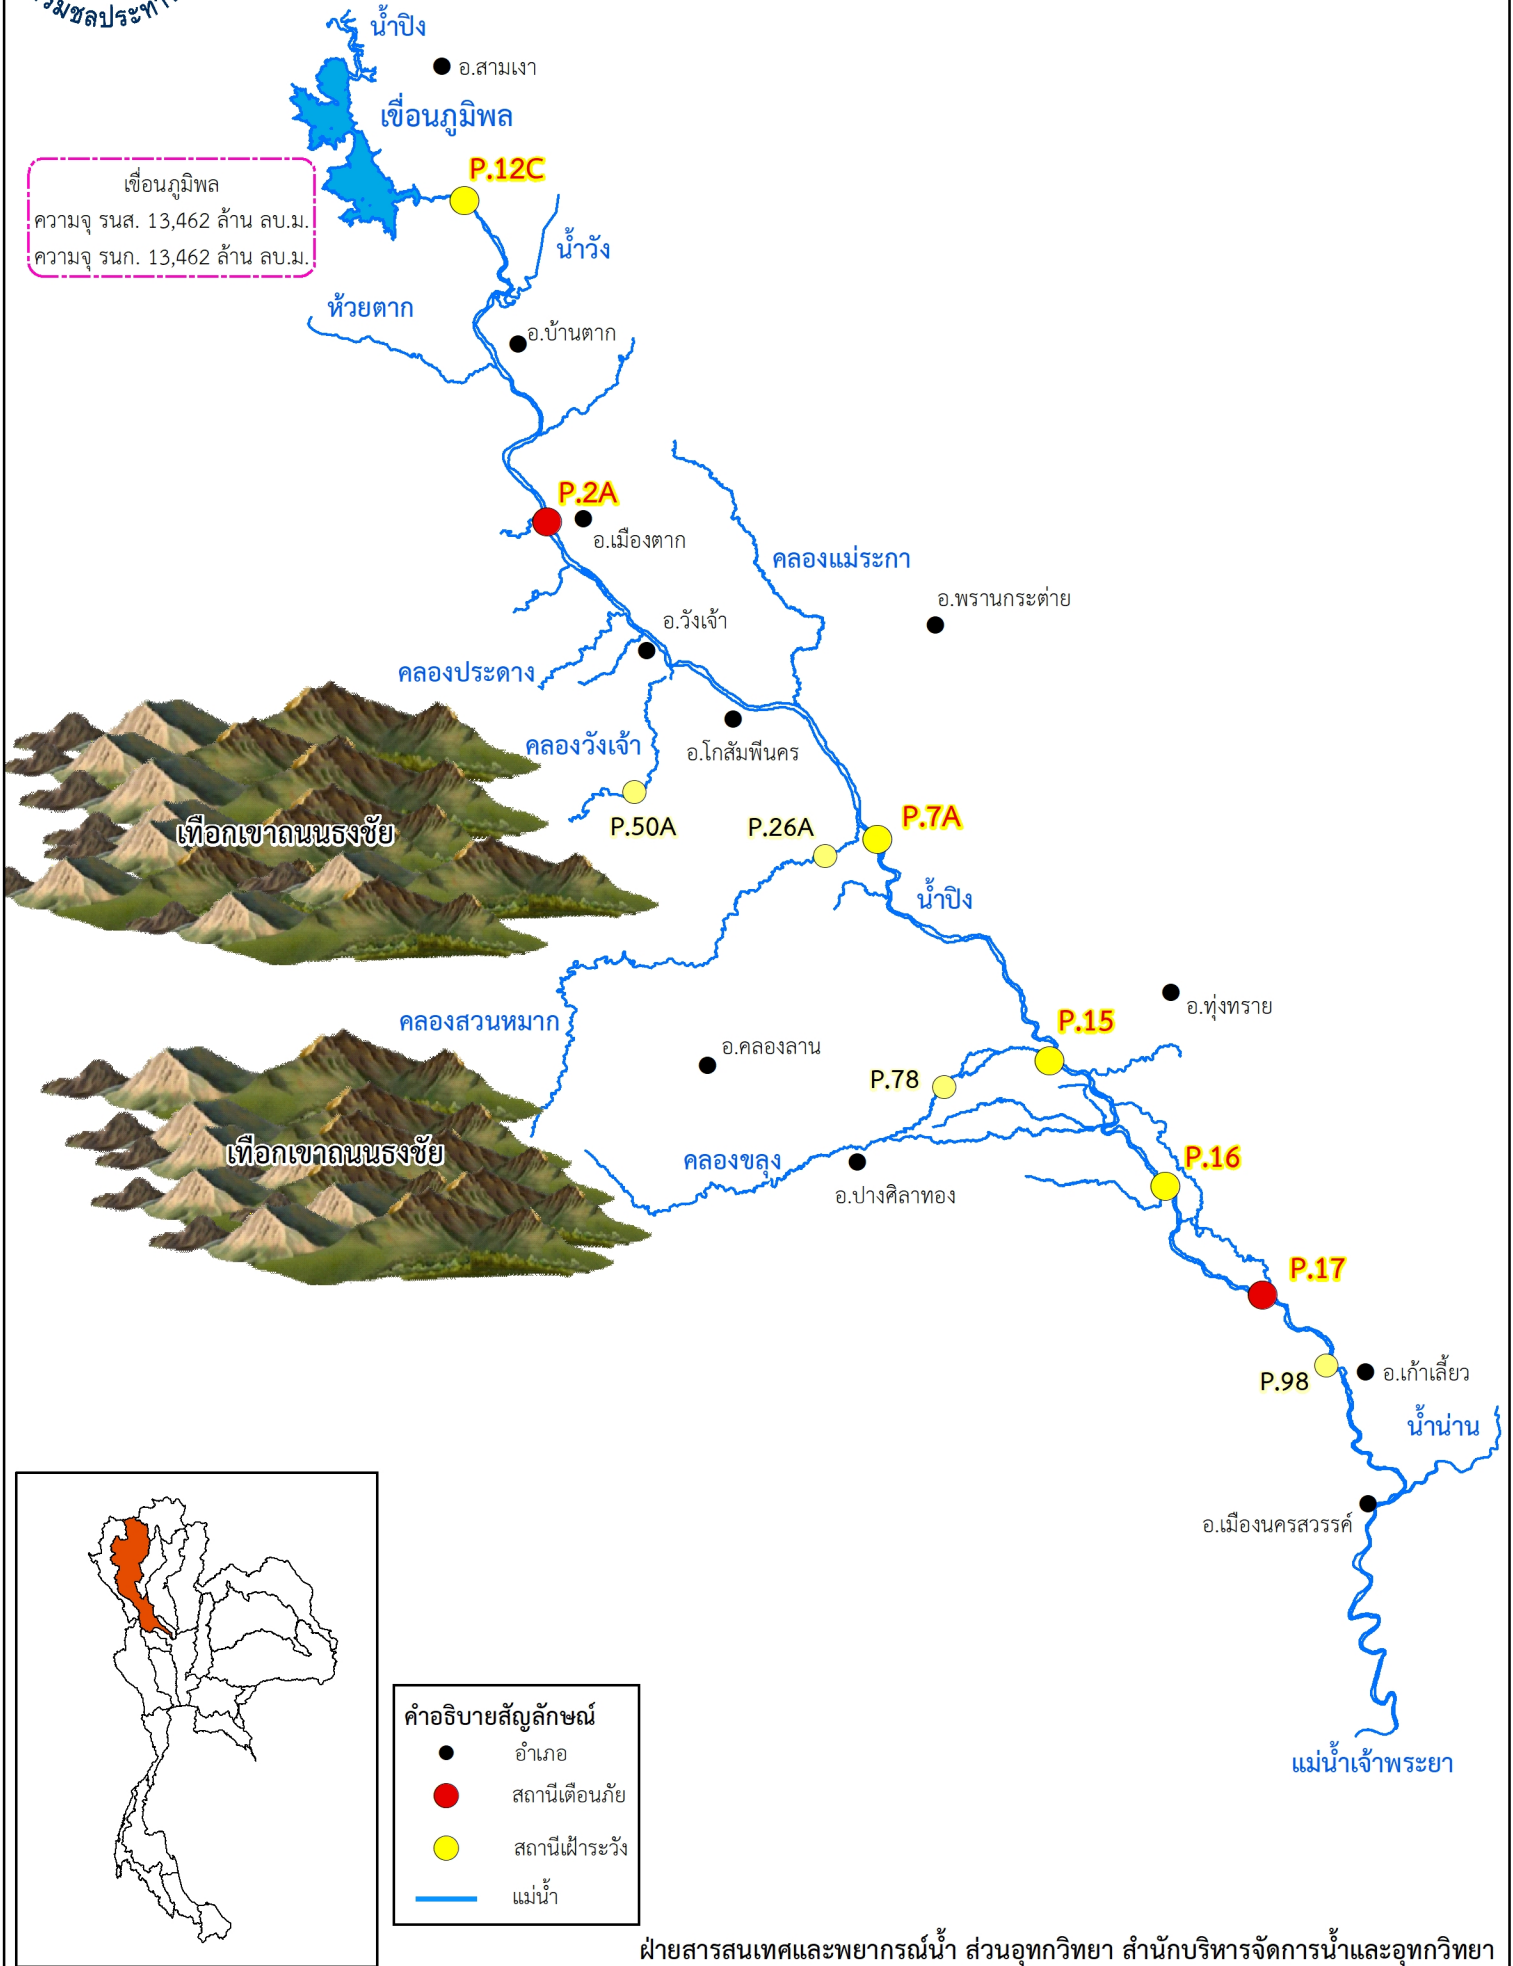 น้ำปิง
อ.สามเงา
เขื่อนภูมิพล
P.12C
เขื่อนภูมิพล
ความจุ รนส. 13,462 ล้าน ลบ.ม.
ความจุ รนก. 13,462 ล้าน ลบ.ม.
น้ำวัง
ห้วยตาก
อ.บ้านตาก
P.2A
อ.เมืองตาก
คลองแม่ระกา
อ.พรานกระต่าย
อ.วังเจ้า
คลองประดาง
คลองวังเจ้า
อ.โกสัมพีนคร
P.50A
P.26A
P.7A
เทือกเขาถนนธงชัย
น้ำปิง
คลองสวนหมาก
อ.ทุ่งทราย
P.15
อ.คลองลาน
P.78
เทือกเขาถนนธงชัย
คลองขลุง
P.16
อ.ปางศิลาทอง
P.17
P.98
อ.เก้าเลี้ยว
น้ำน่าน
อ.เมืองนครสวรรค์
แม่น้ำเจ้าพระยา
คำอธิบายสัญลักษณ์
อำเภอ
สถานีเตือนภัย
สถานีเฝ้าระวัง
แม่น้ำ
ฝ่ายสารสนเทศและพยากรณ์น้ำ ส่วนอุทกวิทยา สำนักบริหารจัดการน้ำและอุทกวิทยา